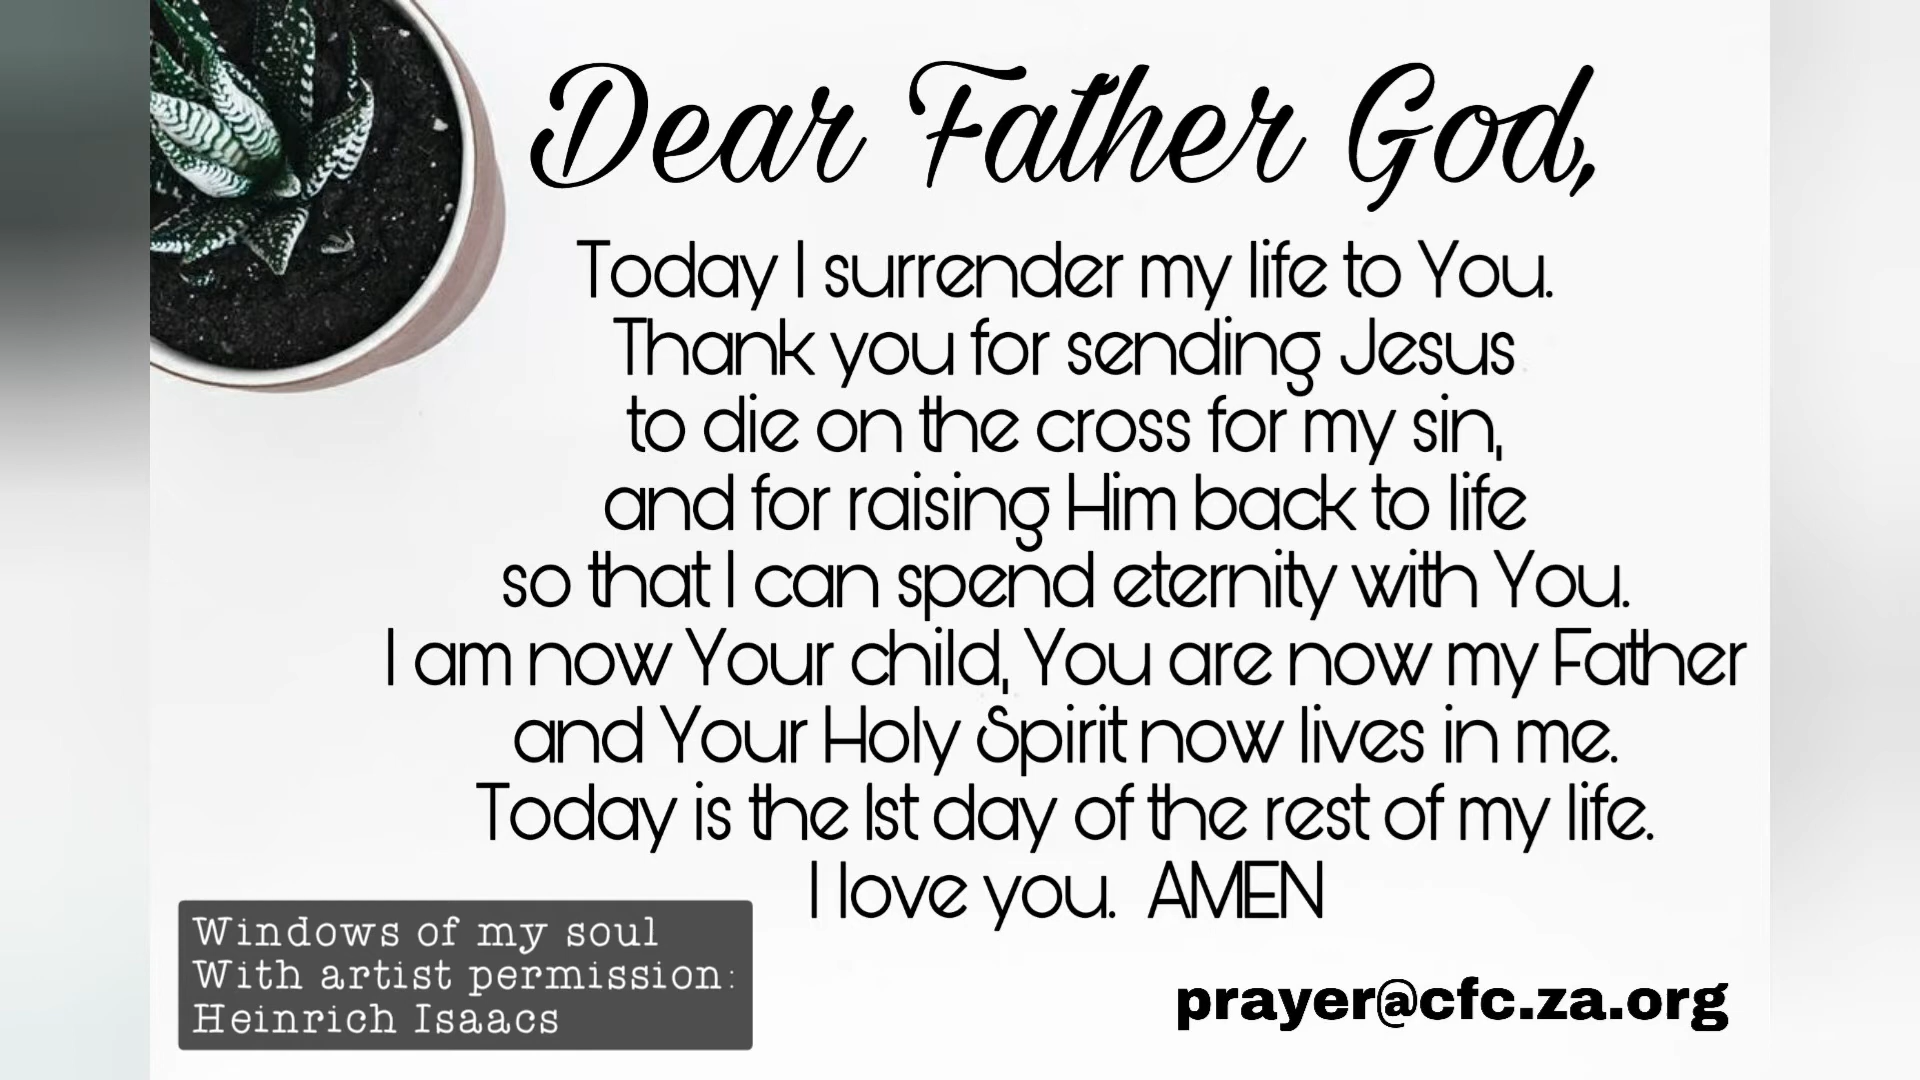 Dear Father God,
Today I surrender my life to You.
Thank you for sending Jesus
to die on the cross for my sin,
and for raising Him back to life
so that I can spend eternity with You.
I am now Your child, You are now my Father
and Your Holy Spirit now lives in me.
Today is the 1st day of the rest of my life.
I love you. AMEN
Windows of my soul
With artist permission:
Heinrich Isaacs
prayer@cfc.za.org